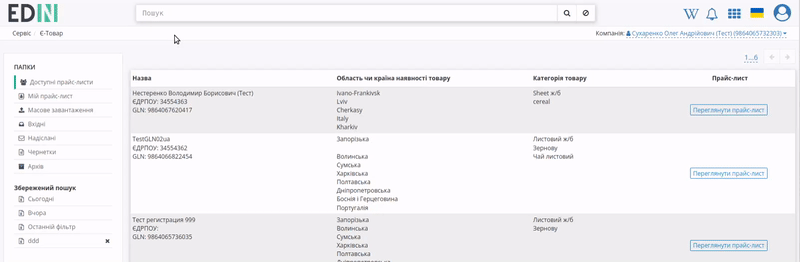 EDIN
Пошук
Сервіс | Є-Товар
Компанія: Сухаренко Олег Андрійович (Тест) (9864065732303)
ПАПКИ
Доступні прайс-листи
Мій прайс-лист
Масове завантаження
Вхідні
Надіслані
Чернетки
Архів
Збережений пошук
Сьогодні
Вчора
Останній фільтр
ddd
1...6
Назва
Область чи країна наявності товару
Категорія товару
Прайс-лист
Нестеренко Володимир Борисович (Тест)
ЄДРПОУ: 34554363
GLN: 9864067620417
Ivano-Frankivsk
Lviv
Cherkasy
Italy
Kharkiv
Sheet ж/б
cereal
Переглянути прайс-лист
TestGLN02ua
ЄДРПОУ: 34554362
GLN: 9864066822454
Запорізька
Волинська
Сумська
Харківська
Полтавська
Дніпропетровська
Боснія і Герцеговина
Португалія
Листовий ж/б
Зернову
Чай листовий
Переглянути прайс-лист
Тест регистрация 999
ЄДРПОУ:
GLN: 9864065736035
Запорізька
Волинська
Сумська
Харківська
Полтавська
Листовий ж/б
Зернову
Переглянути прайс-лист